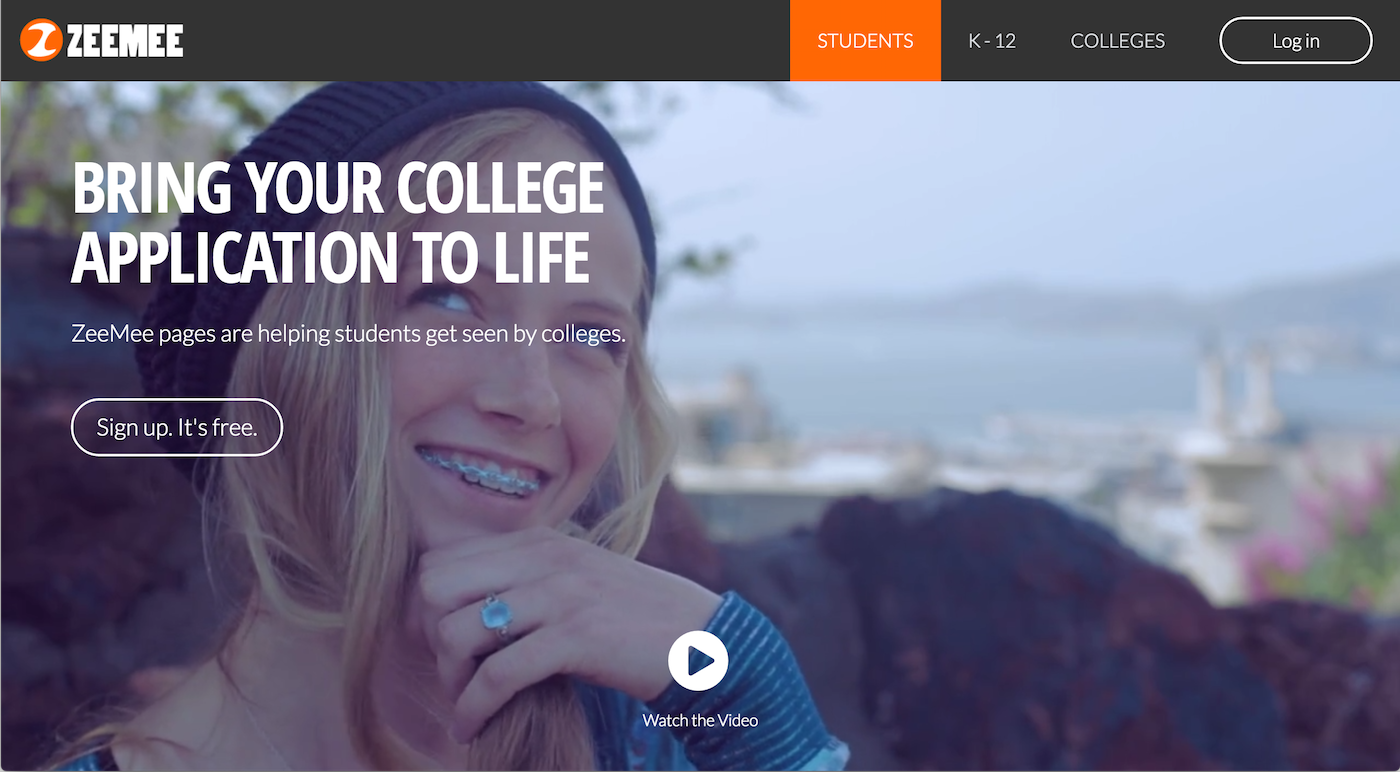 ZEEMEE
STUDENTS
K - 12
COLLEGES
Log in
BRING YOUR COLLEGE
APPLICATION TO LIFE
ZeeMee pages are helping students get seen by colleges.
Sign up. It's free.
Watch the Video